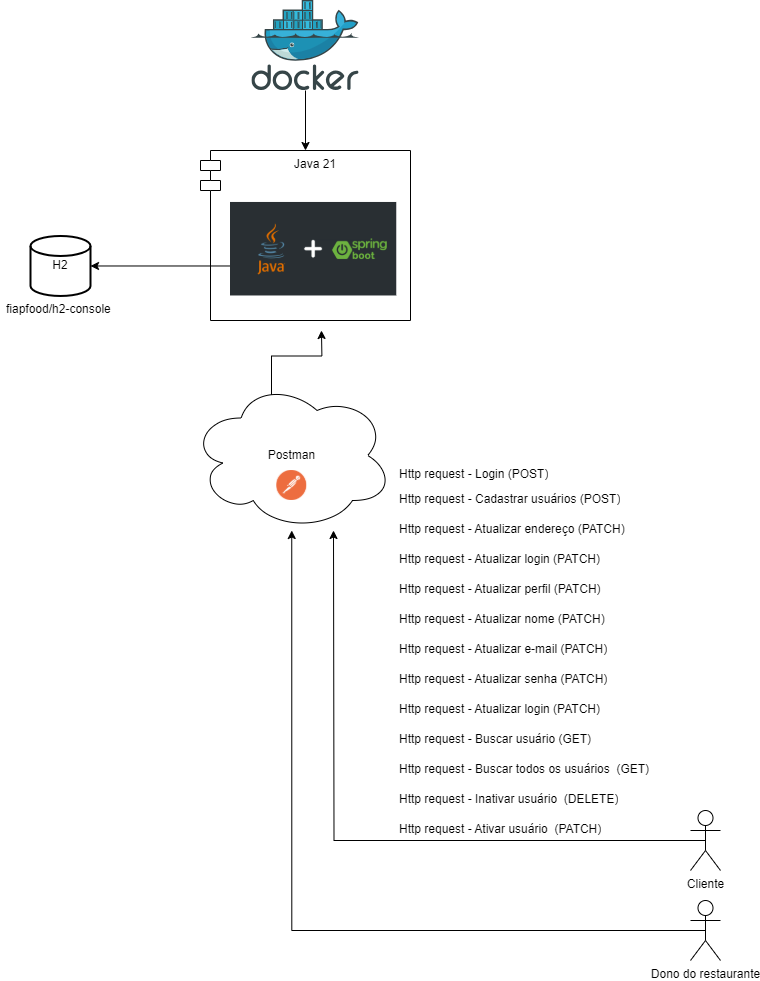 docker
Java 21
Java
spring
boot
H2
fiapfood/h2-console
Postman
Http request - Login (POST)
Http request - Cadastrar usuários (POST)
Http request - Atualizar endereço (PATCH)
Http request - Atualizar login (PATCH)
Http request - Atualizar perfil (PATCH)
Http request - Atualizar nome (PATCH)
Http request - Atualizar e-mail (PATCH)
Http request - Atualizar senha (PATCH)
Http request - Atualizar login (PATCH)
Http request - Buscar usuário (GET)
Http request - Buscar todos os usuários  (GET)
Http request - Inativar usuário  (DELETE)
Http request - Ativar usuário  (PATCH)
Cliente
Dono do restaurante